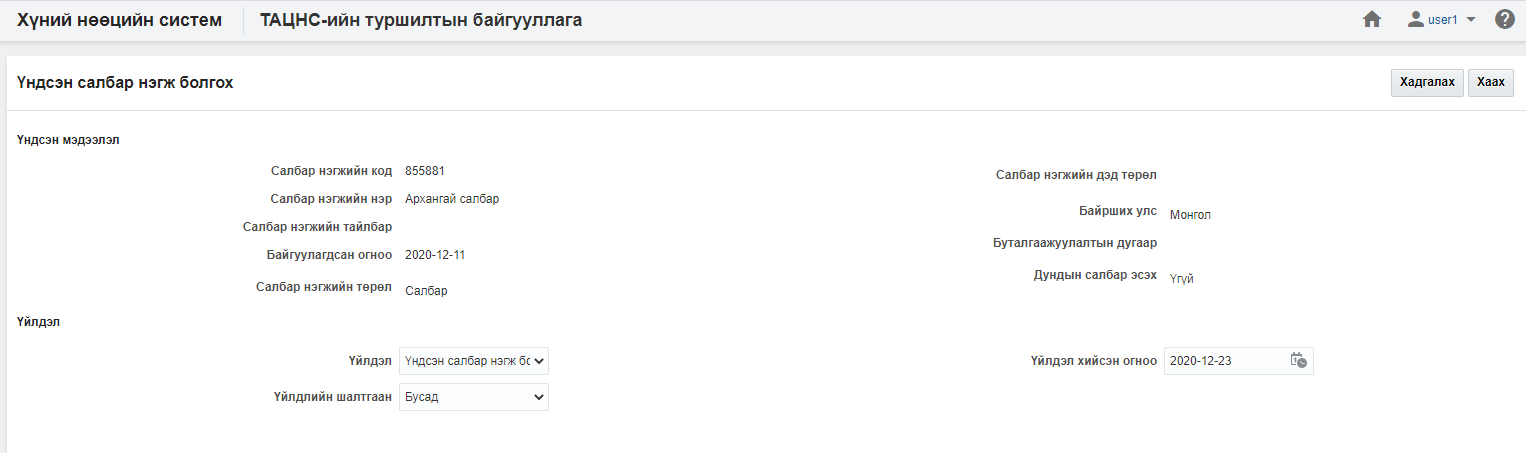 Хүний нөөцийн систем ТАЦНС-ийн туршилтын байгууллага user1
Үндсэн салбар нэгж болгох Хадгалах Хаах
Үндсэн мэдээлэл
Салбар нэгжийн код 855881
Салбар нэгжийн нэр Архангай салбар
Салбар нэгжийн тайлбар
Байгуулагдсан огноо 2020-12-11
Салбар нэгжийн төрөл Салбар
Салбар нэгжийн дэд төрөл
Байрших улс Монгол
Буталгаажуулалтын дугаар
Дундын салбар эсэх Үгүй
Үйлдэл
Үйлдэл Үндсэн салбар нэгж бо
Үйлдэл хийсэн огноо 2020-12-23
Үйлдлийн шалтгаан Бусад